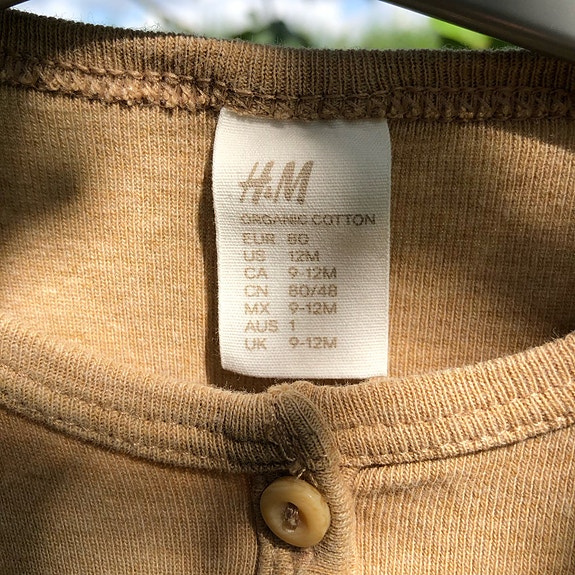 H&M
ORGANIC COTTON
EUR 80
US 12M
CA 9-12M
CN 80/48
MX 9-12M
AUS 1
UK 9-12M